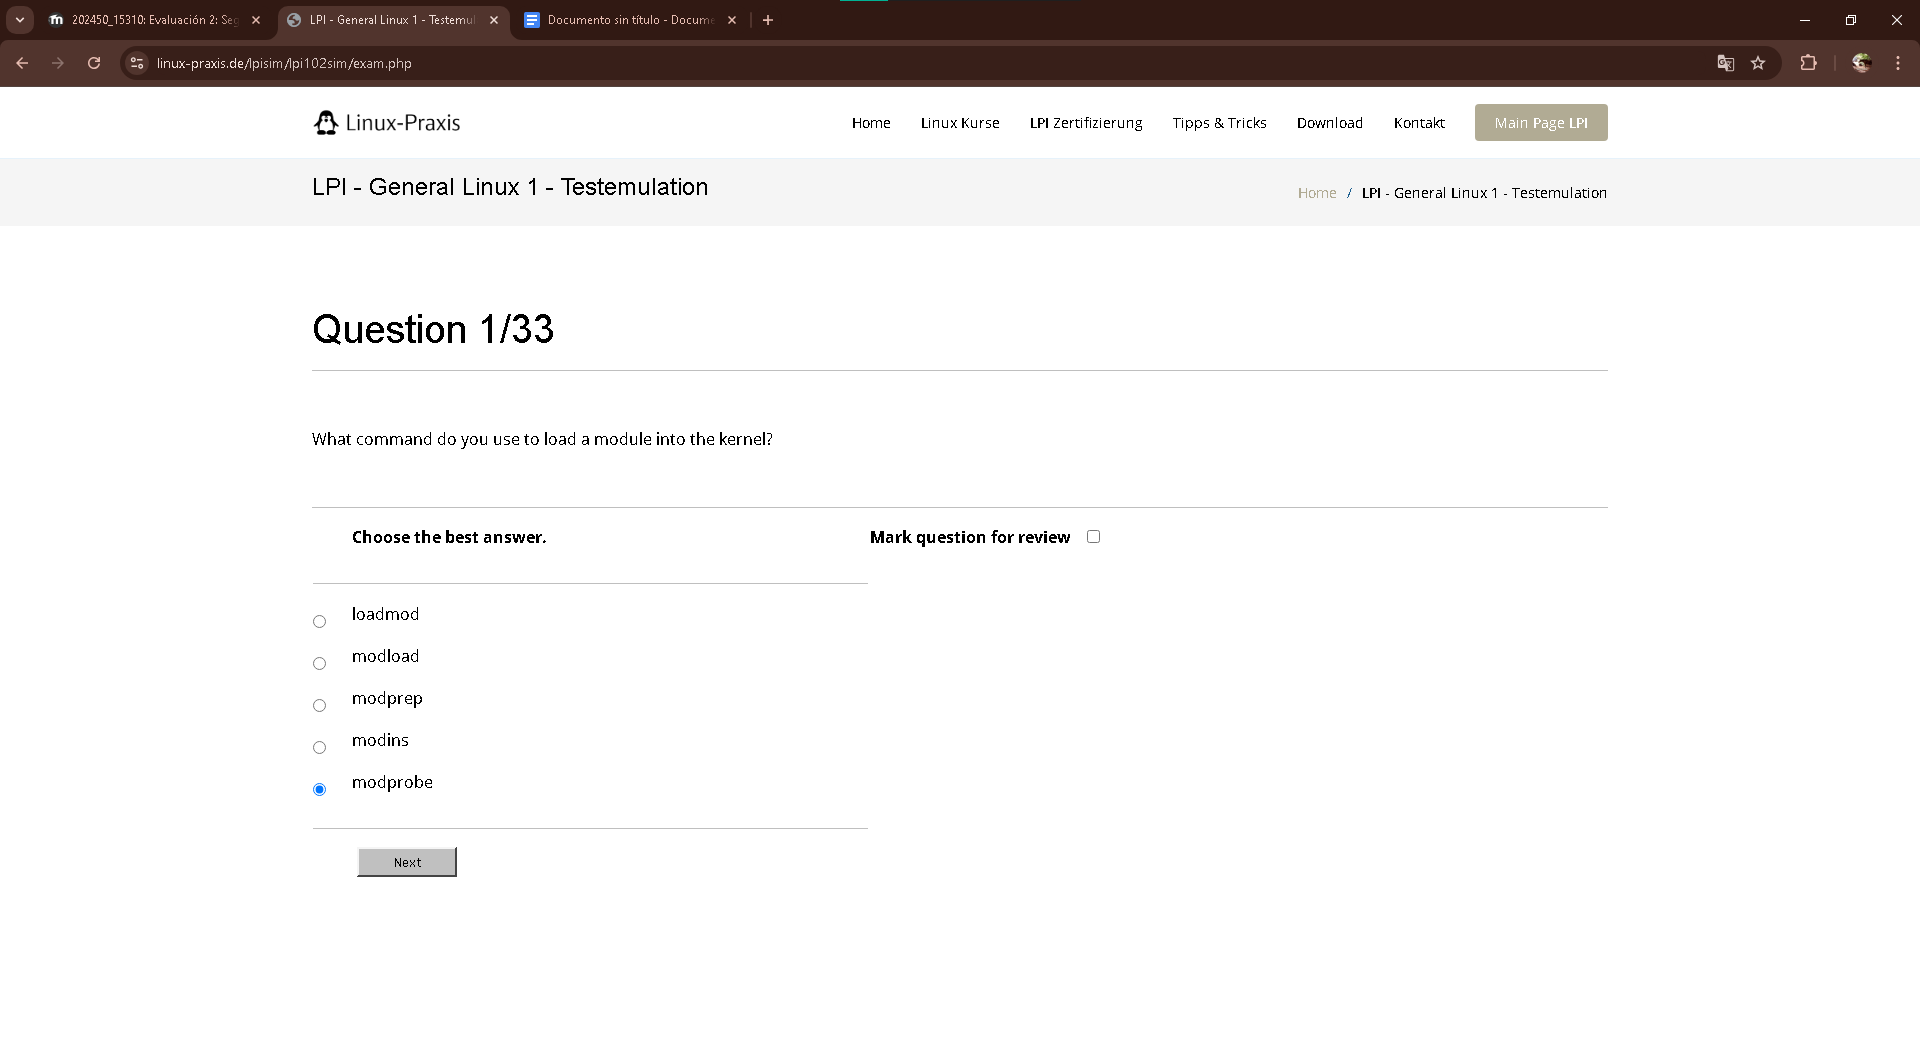 202450_15310: Evaluación 2: Seg
LPI - General Linux 1 - Testemul
Documento sin título - Docume
linux-praxis.de/lpisim/lpi102sim/exam.php
Linux-Praxis
Home
Linux Kurse
LPI Zertifizierung
Tipps & Tricks
Download
Kontakt
Main Page LPI
LPI - General Linux 1 - Testemulation
Home / LPI - General Linux 1 - Testemulation
Question 1/33
What command do you use to load a module into the kernel?
Choose the best answer.
Mark question for review
loadmod
modload
modprep
modins
modprobe
Next